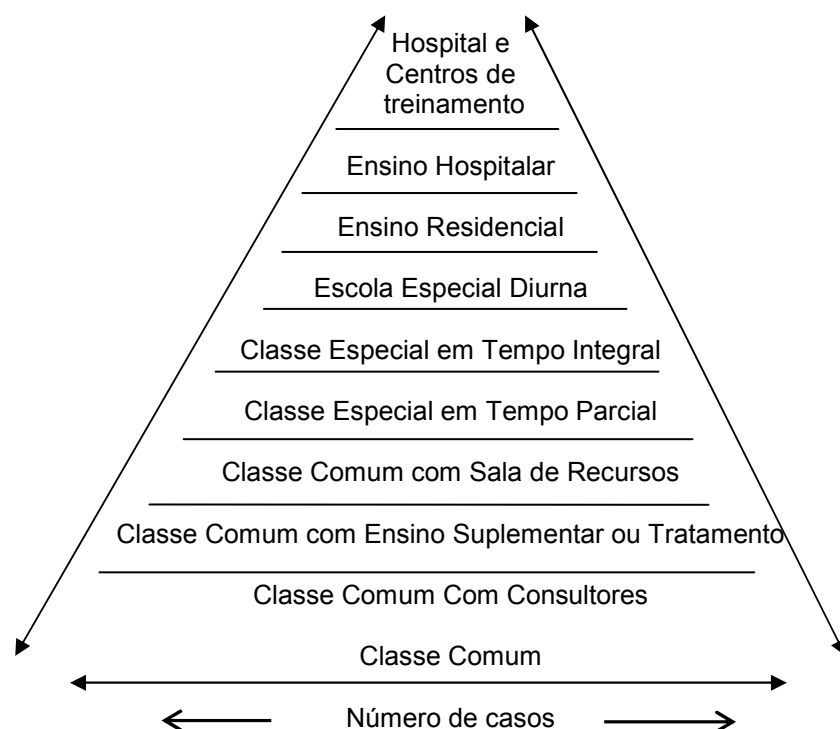 Hospital e
Centros de
treinamento
Ensino Hospitalar
Ensino Residencial
Escola Especial Diurna
Classe Especial em Tempo Integral
Classe Especial em Tempo Parcial
Classe Comum com Sala de Recursos
Classe Comum com Ensino Suplementar ou Tratamento
Classe Comum Com Consultores
Classe Comum
Número de casos